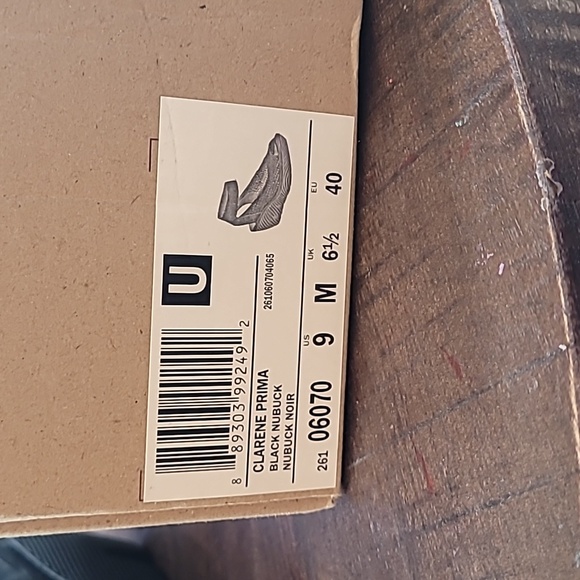 U
8 89303 99249 2
CLARENE PRIMA
BLACK NUBUCK
NUBUCK NOIR
261060704065
261 06070
US 9 M
UK 6½
EU 40